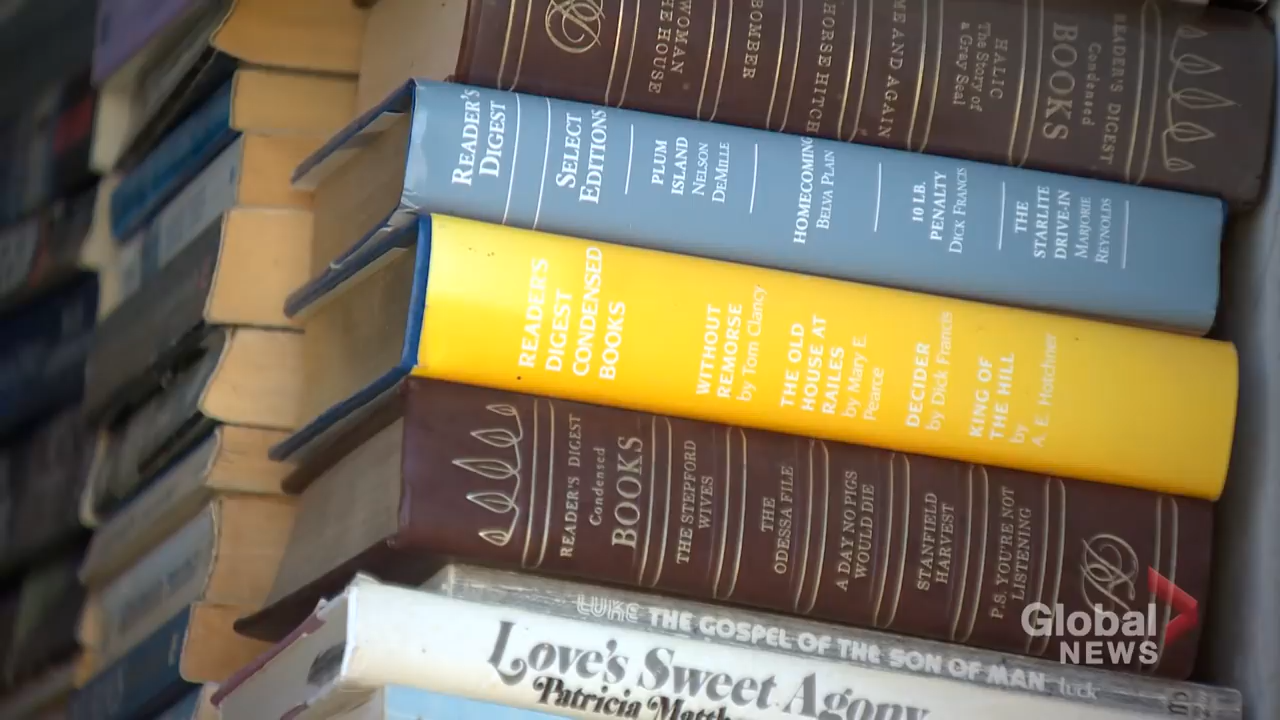 WOMAN
THE HOUSE
BOMBER
HORSE HITCH
ME AND AGAIN
HALIC
The Story of
a Gray Seal
READER'S DIGEST
Condensed
BOOKS
READER'S
DIGEST
SELECT
EDITIONS
PLUM
ISLAND
NELSON
DEMILLE
HOMECOMING
BELVA PLAIN
10 LB.
PENALTY
DICK FRANCIS
THE
STARLITE
DRIVE-IN
MARJORIE
REYNOLDS
READER'S
DIGEST
CONDENSED
BOOKS
WITHOUT
REMORSE
by Tom Clancy
THE OLD
HOUSE AT
RAILES
by Mary E.
Pearce
DECIDER
by Dick Francis
KING OF
THE HILL
by
A. E. Hotchner
READER'S DIGEST
Condensed
BOOKS
THE STEPFORD
WIVES
THE
ODESSA FILE
A DAY NO PIGS
WOULD DIE
STANFIELD
HARVEST
P.S. YOU'RE NOT
LISTENING
LUKE THE GOSPEL OF THE SON OF MAN luck
Love's Sweet Agony
Patricia Matth
Global
NEWS